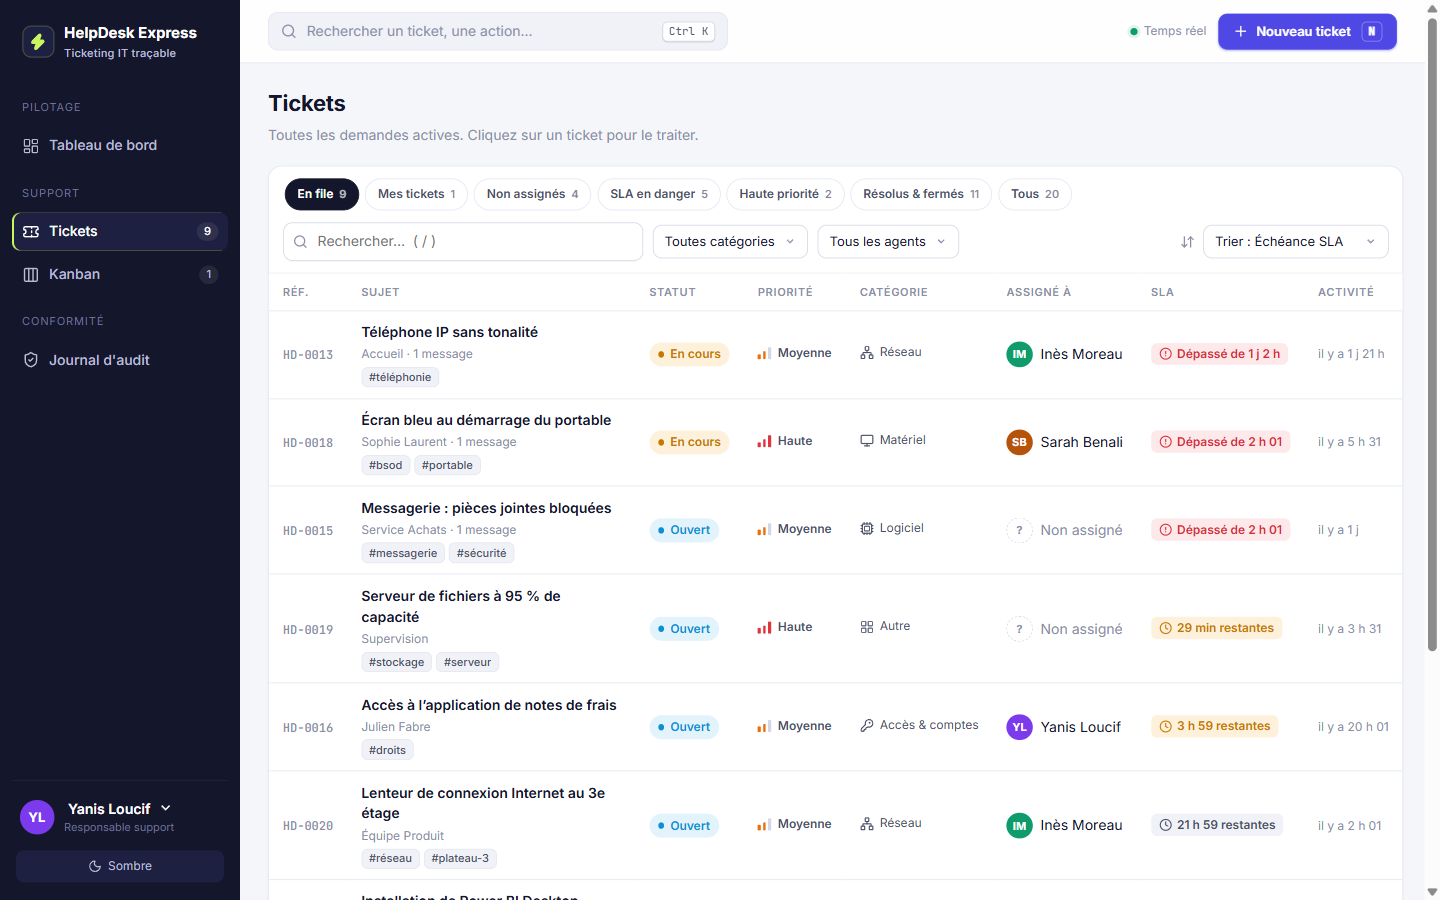 HelpDesk Express
Ticketing IT traçable
PILOTAGE
Tableau de bord
SUPPORT
Tickets 9
Kanban 1
CONFORMITÉ
Journal d'audit
YL Yanis Loucif
Responsable support
Sombre
Rechercher un ticket, une action... Ctrl K
Temps réel
Nouveau ticket N
Tickets
Toutes les demandes actives. Cliquez sur un ticket pour le traiter.
En file 9 Mes tickets 1 Non assignés 4 SLA en danger 5 Haute priorité 2 Résolus & fermés 11 Tous 20
Rechercher... ( / ) Toutes catégories Tous les agents Trier : Échéance SLA
RÉF. SUJET STATUT PRIORITÉ CATÉGORIE ASSIGNÉ À SLA ACTIVITÉ
Téléphone IP sans tonalité
HD-0013 Accueil · 1 message En cours Moyenne Réseau IM Inès Moreau Dépassé de 1 j 2 h il y a 1 j 21 h
#téléphonie
Écran bleu au démarrage du portable
HD-0018 Sophie Laurent · 1 message En cours Haute Matériel SB Sarah Benali Dépassé de 2 h 01 il y a 5 h 31
#bsod #portable
Messagerie : pièces jointes bloquées
HD-0015 Service Achats · 1 message Ouvert Moyenne Logiciel ? Non assigné Dépassé de 2 h 01 il y a 1 j
#messagerie #sécurité
Serveur de fichiers à 95 % de
capacité
HD-0019 Supervision Ouvert Haute Autre ? Non assigné 29 min restantes il y a 3 h 31
#stockage #serveur
Accès à l’application de notes de frais
HD-0016 Julien Fabre Ouvert Moyenne Accès & comptes YL Yanis Loucif 3 h 59 restantes il y a 20 h 01
#droits
Lenteur de connexion Internet au 3e
étage
HD-0020 Équipe Produit Ouvert Moyenne Réseau IM Inès Moreau 21 h 59 restantes il y a 2 h 01
#réseau #plateau-3
Installation de Power BI Desktop